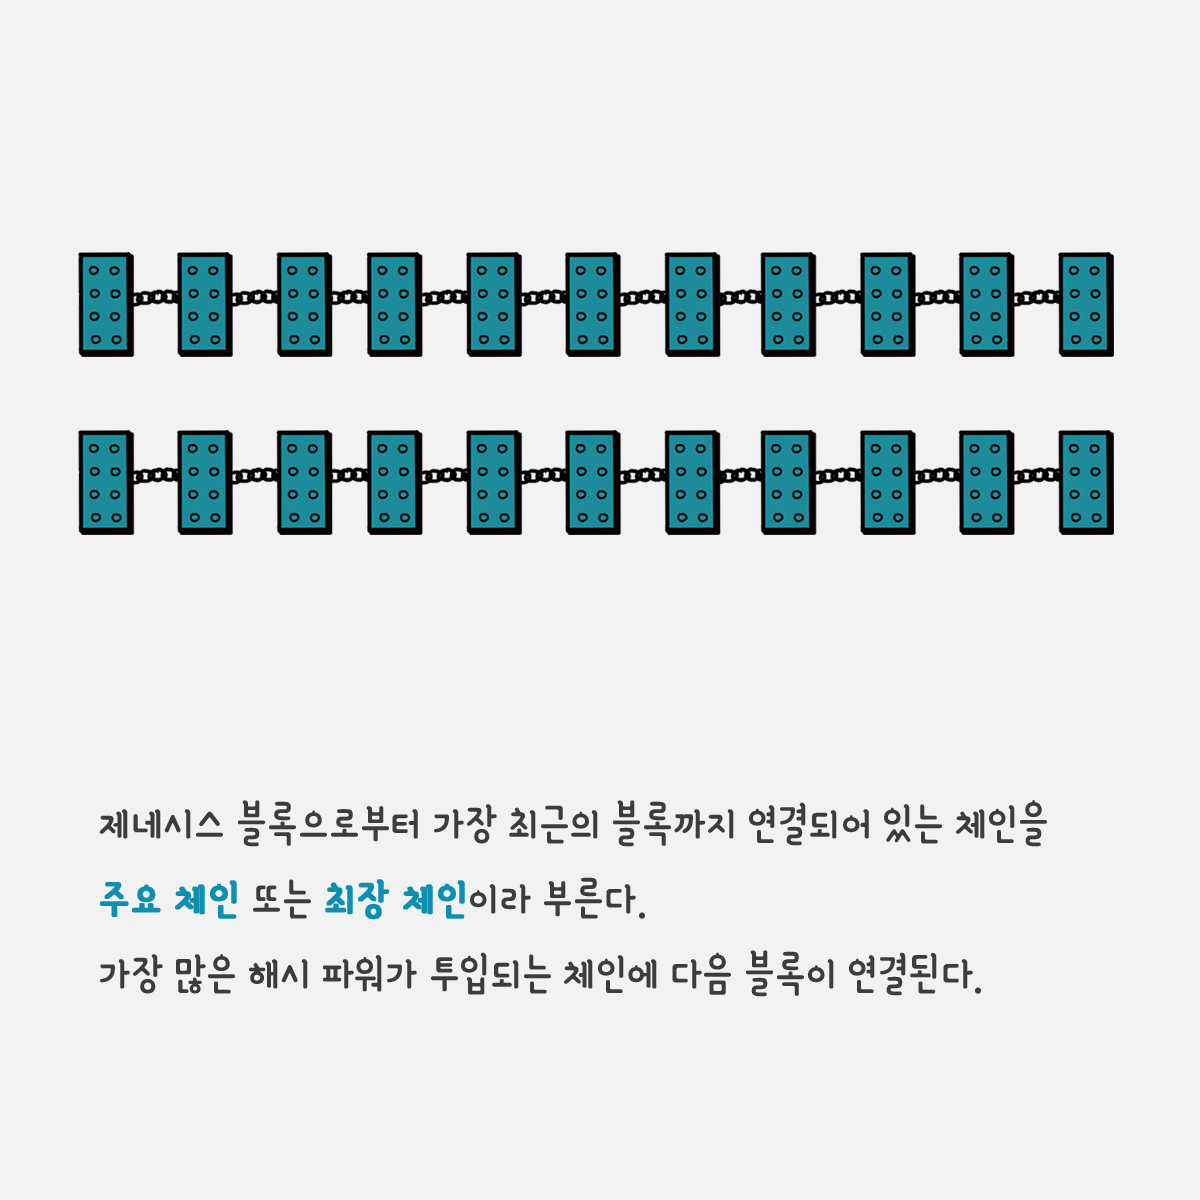 제네시스 블록으로부터 가장 최근의 블록까지 연결되어 있는 체인을
주요 체인 또는 최장 체인이라 부른다.
가장 많은 해시 파워가 투입되는 체인에 다음 블록이 연결된다.